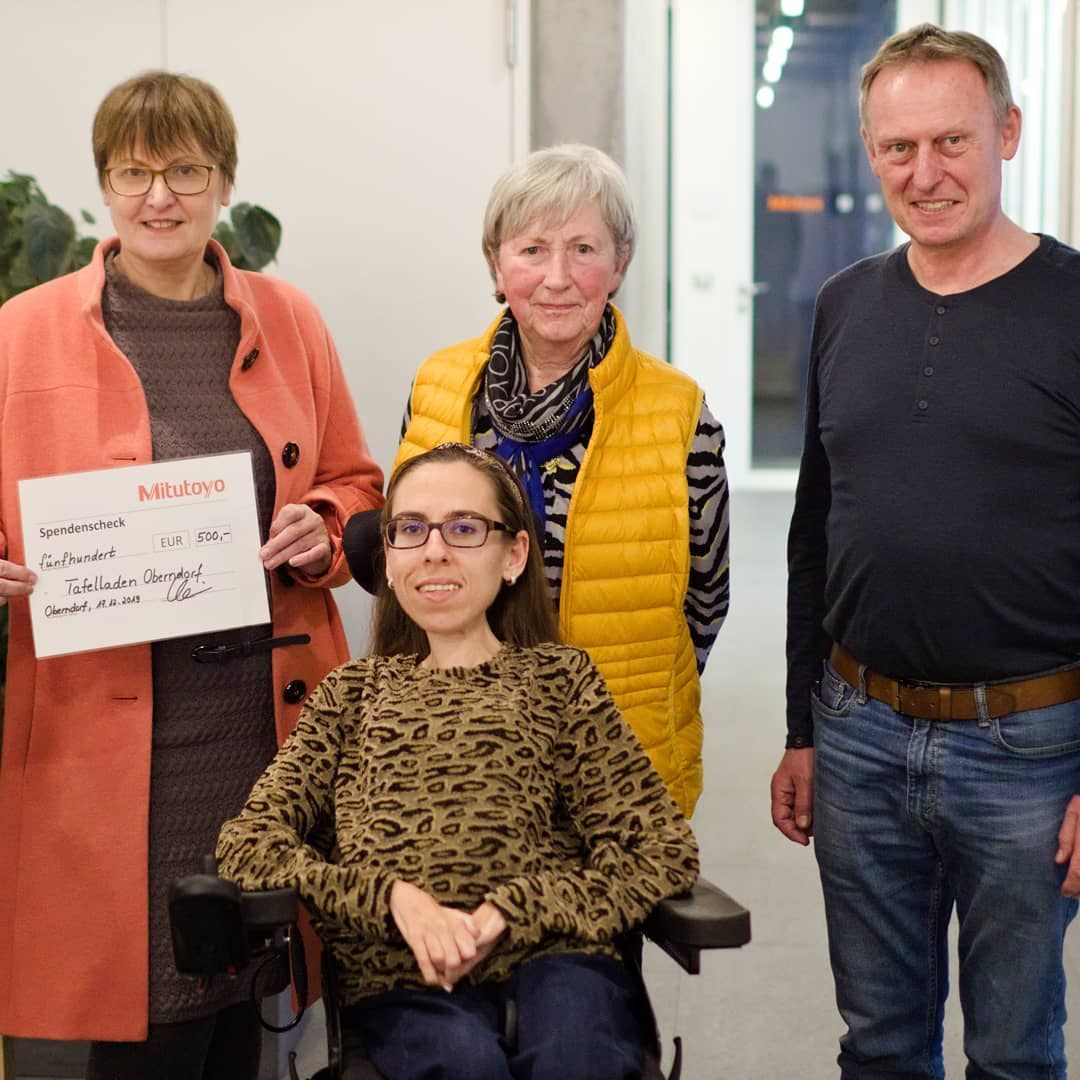 Mitutoyo
Spendenscheck
fünfhundert EUR 500,-
Tafelladen Oberndorf
Oberndorf, 17.12.2019